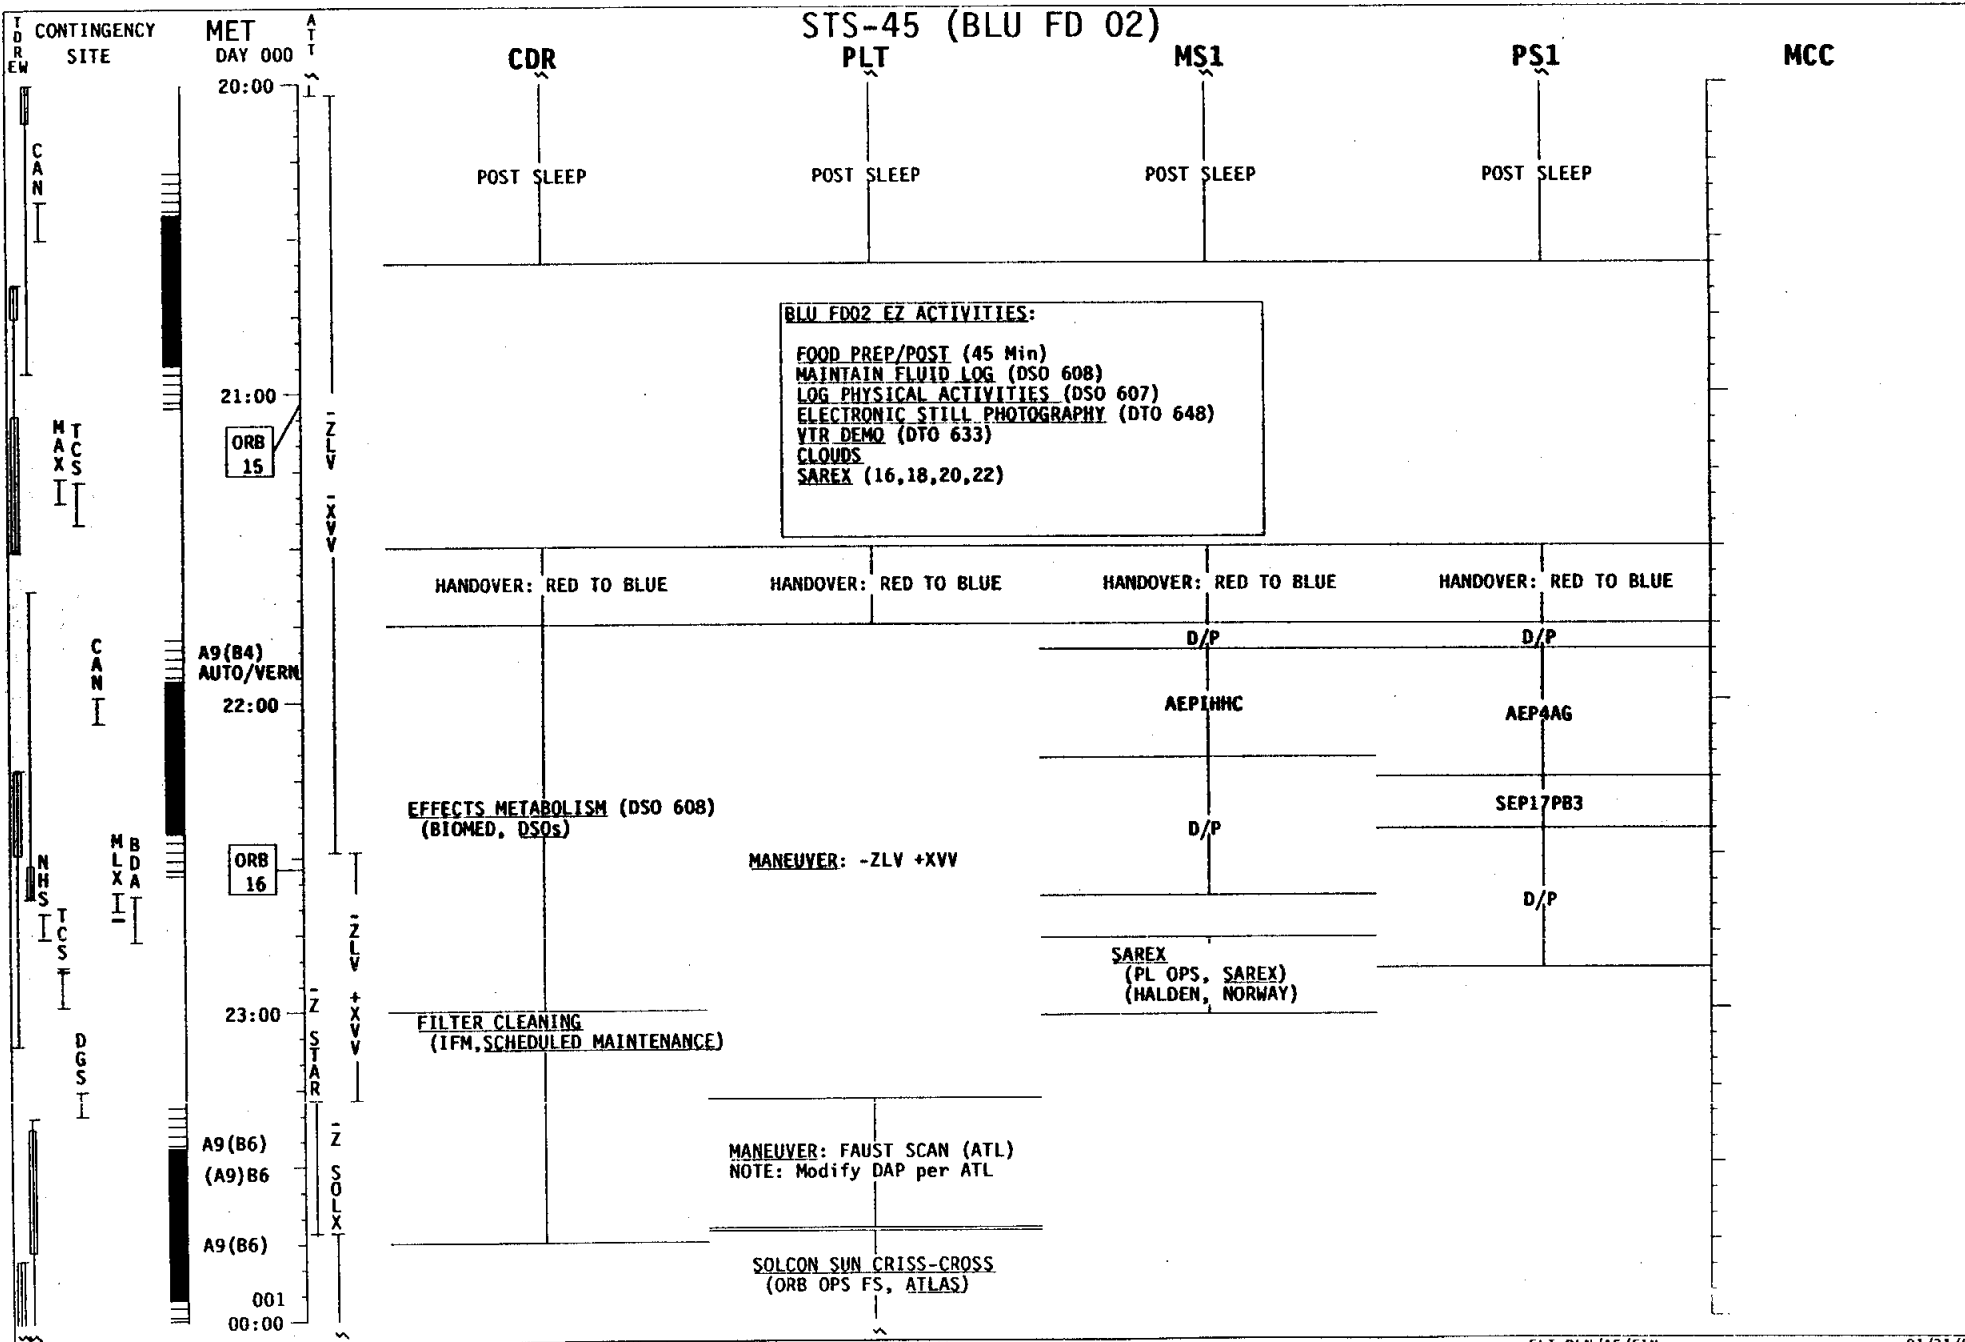 STS-45 (BLU FD 02)
TDRE EW
CONTINGENCY
SITE
MET
DAY 000
ATT
CDR
PLT
MS1
PS1
MCC
20:00
CAN
POST SLEEP
POST SLEEP
POST SLEEP
POST SLEEP
BLU FD02 EZ ACTIVITIES:
FOOD PREP/POST (45 Min)
MAINTAIN FLUID LOG (DSO 608)
LOG PHYSICAL ACTIVITIES (DSO 607)
ELECTRONIC STILL PHOTOGRAPHY (DTO 648)
VTR DEMO (DTO 633)
CLOUDS
SAREX (16,18,20,22)
21:00
ORB
15
MAX
TCS
-ZLV -XVV
HANDOVER: RED TO BLUE
HANDOVER: RED TO BLUE
HANDOVER: RED TO BLUE
HANDOVER: RED TO BLUE
D/P
D/P
CAN
A9(B4)
AUTO/VERN
22:00
AEPIHHC
AEP4AG
EFFECTS METABOLISM (DSO 608)
(BIOMED, DSOs)
SEP17PB3
D/P
MLX
BDA
NHS
ORB
16
MANEUVER: -ZLV +XVV
D/P
TCS
-ZLV +XVV
SAREX
(PL OPS, SAREX)
(HALDEN, NORWAY)
23:00
-Z STAR
FILTER CLEANING
(IFM,SCHEDULED MAINTENANCE)
DGS
A9(B6)
(A9)B6
-Z SOLX
MANEUVER: FAUST SCAN (ATL)
NOTE: Modify DAP per ATL
A9(B6)
SOLCON SUN CRISS-CROSS
(ORB OPS FS, ATLAS)
001
00:00